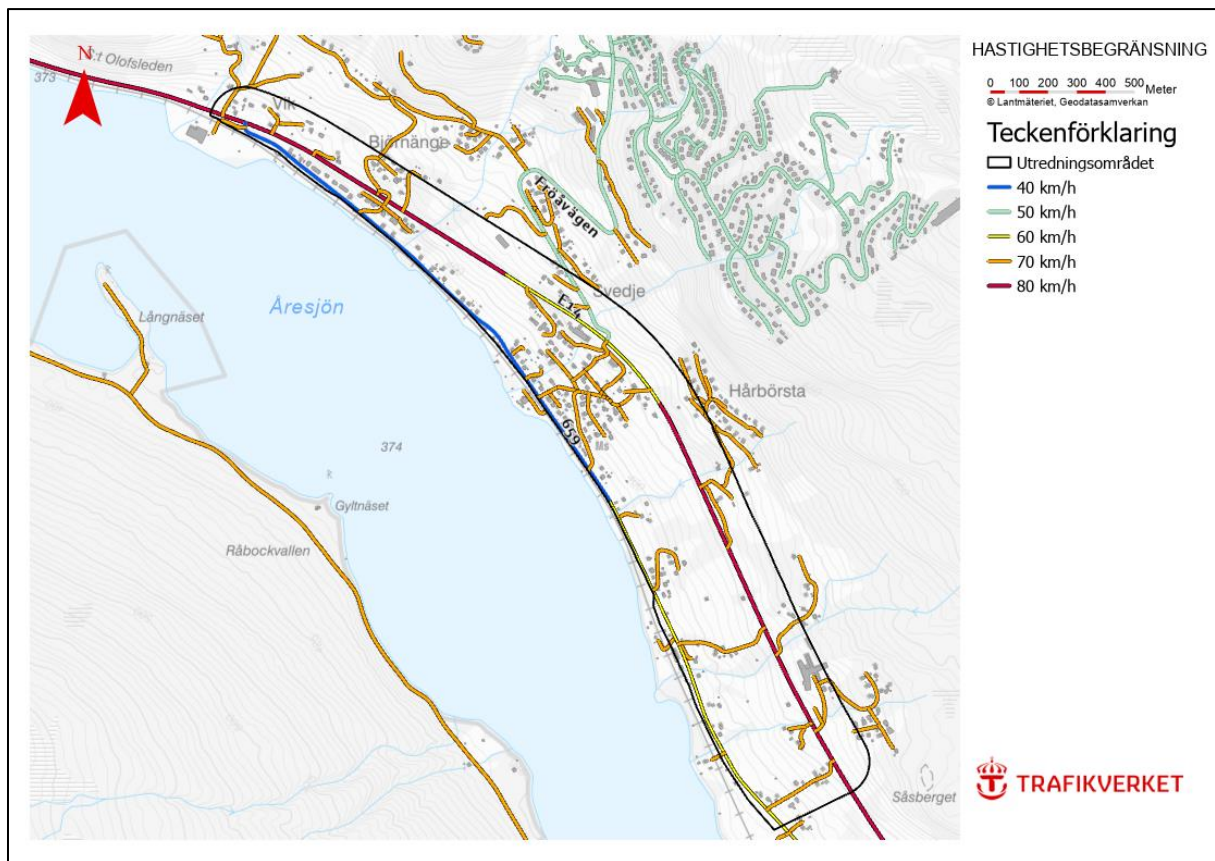 HASTIGHETSBEGRÄNSNING
0 100 200 300 400 500 Meter
© Lantmäteriet, Geodatasamverkan
Teckenförklaring
Utredningsområdet
40 km/h
50 km/h
60 km/h
70 km/h
80 km/h
TRAFIKVERKET
N
S:t Olofsleden
373
Vik
Björnänge
Fröåvägen
Svedje
E14
Åresjön
Långnäset
Hårbörsta
659
Ms
374
Gyltnäset
Råbockvallen
Såsberget